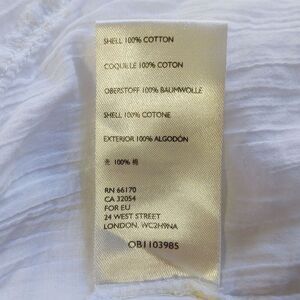 SHELL 100% COTTON
COQUILLE 100% COTON
OBERSTOFF 100% BAUMWOLLE
SHELL 100% COTONE
EXTERIOR 100% ALGODÓN
100% 棉
RN 66170
CA 32054
FOR EU
24 WEST STREET
LONDON, WC2H9NA
OB1103985